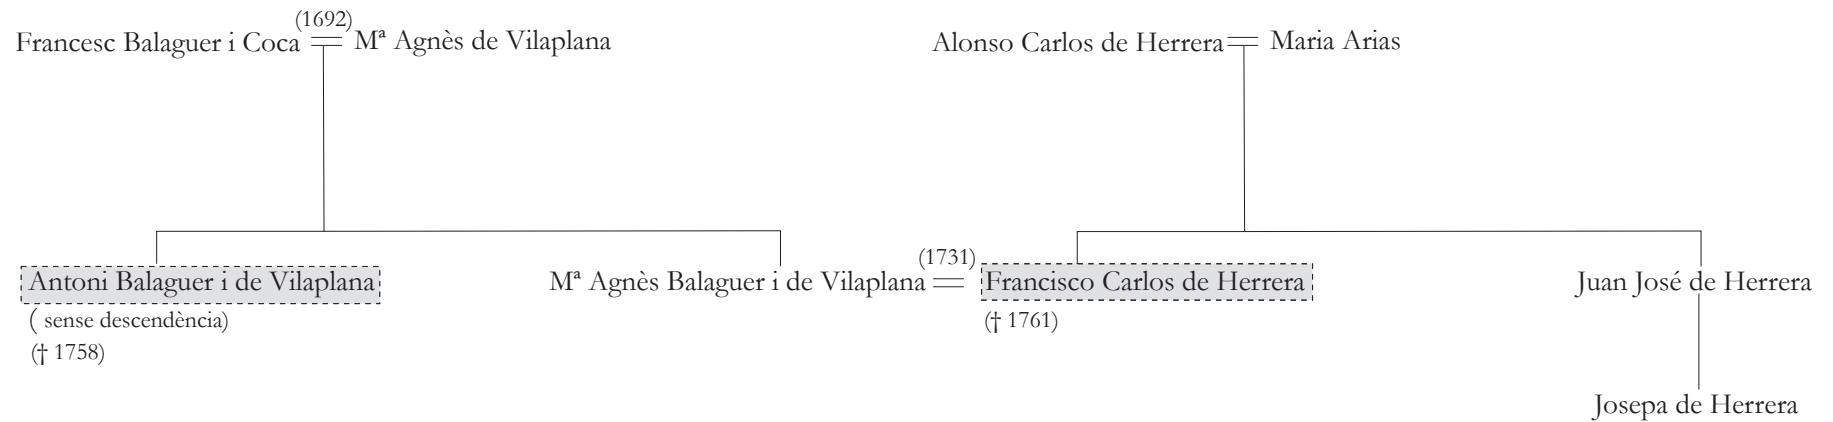 (1692)
Francesc Balaguer i Coca Mª Agnès de Vilaplana
Alonso Carlos de Herrera Maria Arias
(1731)
Antoni Balaguer i de Vilaplana
( sense descendència)
(† 1758)
Mª Agnès Balaguer i de Vilaplana
Francisco Carlos de Herrera
(† 1761)
Juan José de Herrera
Josepa de Herrera